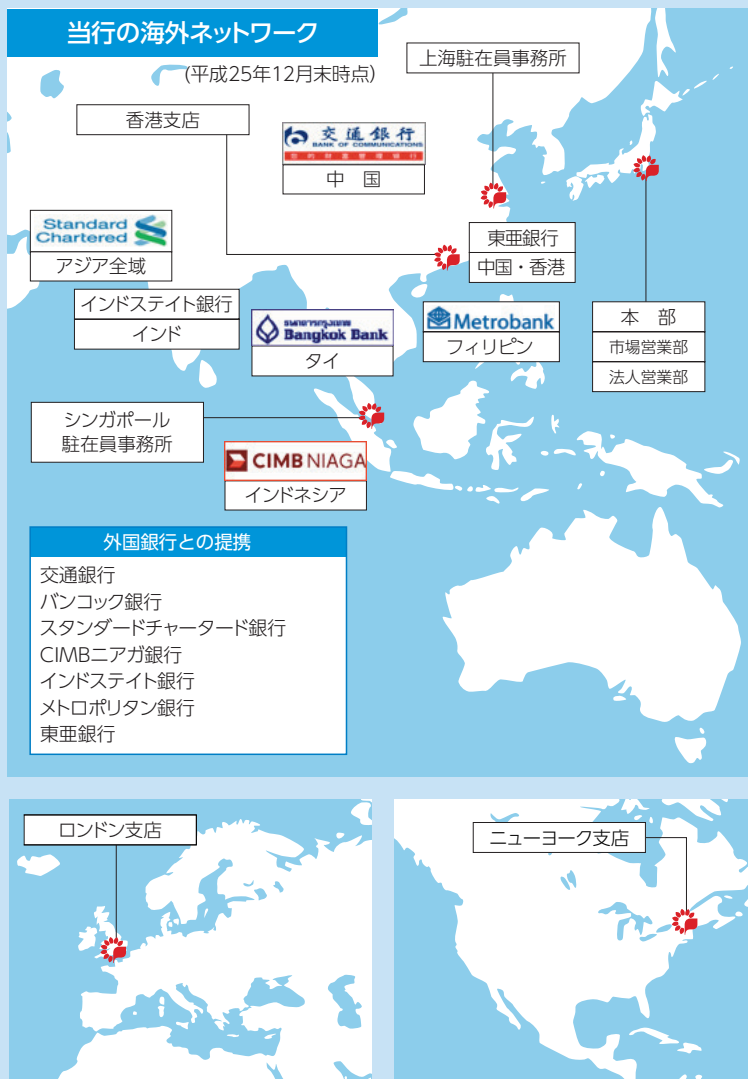 当行の海外ネットワーク
(平成25年12月末時点)
上海駐在員事務所
香港支店
交通銀行
BANK OF COMMUNICATIONS
中 国
Standard
Chartered
アジア全域
東亜銀行
中国・香港
インドステイト銀行
インド
Bangkok Bank
タイ
Metrobank
フィリピン
本 部
市場営業部
法人営業部
シンガポール
駐在員事務所
CIMB NIAGA
インドネシア
外国銀行との提携
交通銀行
バンコック銀行
スタンダードチャータード銀行
CIMBニアガ銀行
インドステイト銀行
メトロポリタン銀行
東亜銀行
ロンドン支店
ニューヨーク支店